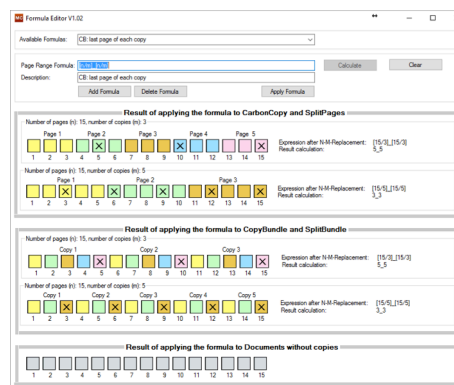 MC Formula Editor V1.02
Available Formulas: CB: last page of each copy
Page Range Formula: [n/m]_[n/m] Calculate Clear
Description: CB: last page of each copy
Add Formula Delete Formula Apply Formula
Result of applying the formula to CarbonCopy and SplitPages
Number of pages (n): 15, number of copies (m): 3
Page 1 Page 2 Page 3 Page 4 Page 5
X X X
Expression after N-M-Replacement: [15/3]_[15/3]
Result calculation: 5_5
1 2 3 4 5 6 7 8 9 10 11 12 13 14 15
Number of pages (n): 15, number of copies (m): 5
Page 1 Page 2 Page 3
X X X X X
Expression after N-M-Replacement: [15/5]_[15/5]
Result calculation: 3_3
1 2 3 4 5 6 7 8 9 10 11 12 13 14 15
Result of applying the formula to CopyBundle and SplitBundle
Number of pages (n): 15, number of copies (m): 3
Copy 1 Copy 2 Copy 3
X X X
Expression after N-M-Replacement: [15/3]_[15/3]
Result calculation: 5_5
1 2 3 4 5 6 7 8 9 10 11 12 13 14 15
Number of pages (n): 15, number of copies (m): 5
Copy 1 Copy 2 Copy 3 Copy 4 Copy 5
X X X X X
Expression after N-M-Replacement: [15/5]_[15/5]
Result calculation: 3_3
1 2 3 4 5 6 7 8 9 10 11 12 13 14 15
Result of applying the formula to Documents without copies
1 2 3 4 5 6 7 8 9 10 11 12 13 14 15